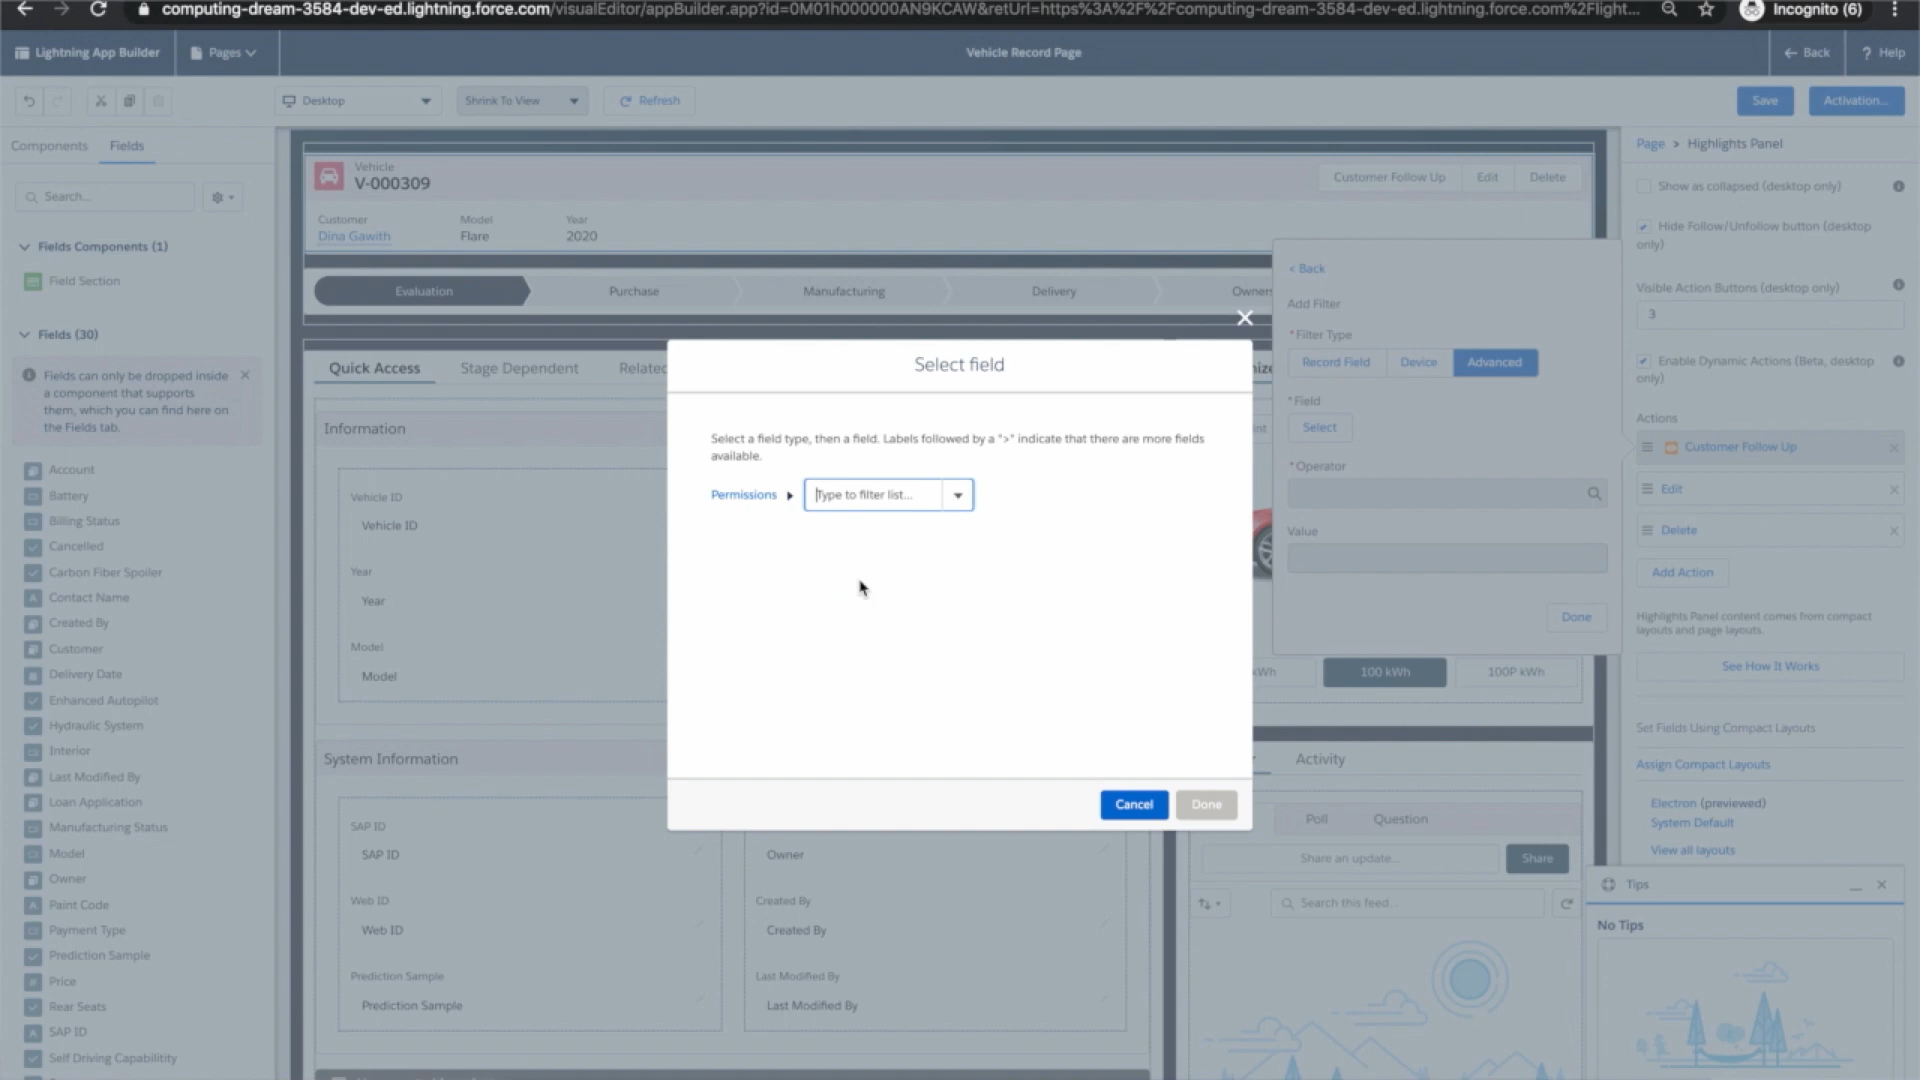 computing-dream-3584-dev-ed.lightning.force.com/visualEditor/appBuilder.app?id=0M01h000000AN9KCAW&retUrl=https%3A%2F%2Fcomputing-dream-3584-dev-ed.lightning.force.com%2Flight...
Incognito (6)
Lightning App Builder
Pages
Vehicle Record Page
Back
? Help
Desktop
Shrink To View
Refresh
Save
Activation...
Components
Fields
Search...
Fields Components (1)
Field Section
Fields (30)
Fields can only be dropped inside
a component that supports
them, which you can find here on
the Fields tab.
Account
Battery
Billing Status
Cancelled
Carbon Fiber Spoiler
Contact Name
Created By
Customer
Delivery Date
Enhanced Autopilot
Hydraulic System
Interior
Last Modified By
Loan Application
Manufacturing Status
Model
Owner
Paint Code
Payment Type
Prediction Sample
Price
Rear Seats
SAP ID
Self Driving Capabilitity
Vehicle
V-000309
Customer Follow Up
Edit
Delete
Customer
Model
Year
Dina Gawith
Flare
2020
Evaluation
Purchase
Manufacturing
Delivery
Owners
Quick Access
Stage Dependent
Related
Information
Vehicle ID
Vehicle ID
Year
Year
Model
Model
System Information
SAP ID
SAP ID
Web ID
Web ID
Prediction Sample
Prediction Sample
Owner
Created By
Created By
Last Modified By
Last Modified By
Select field
Select a field type, then a field. Labels followed by a ">" indicate that there are more fields
available.
Permissions
Type to filter list...
Cancel
Done
< Back
Add Filter
*Filter Type
Record Field
Device
Advanced
*Field
Select
*Operator
Value
Done
kWh
100 kWh
100P kWh
Activity
Poll
Question
Share an update...
Share
Search this feed...
Page > Highlights Panel
Show as collapsed (desktop only)
Hide Follow/Unfollow button (desktop
only)
Visible Action Buttons (desktop only)
3
Enable Dynamic Actions (Beta, desktop
only)
Actions
Customer Follow Up
Edit
Delete
Add Action
Highlights Panel content comes from compact
layouts and page layouts.
See How It Works
Set Fields Using Compact Layouts
Assign Compact Layouts
Electron (previewed)
System Default
View all layouts
Tips
No Tips